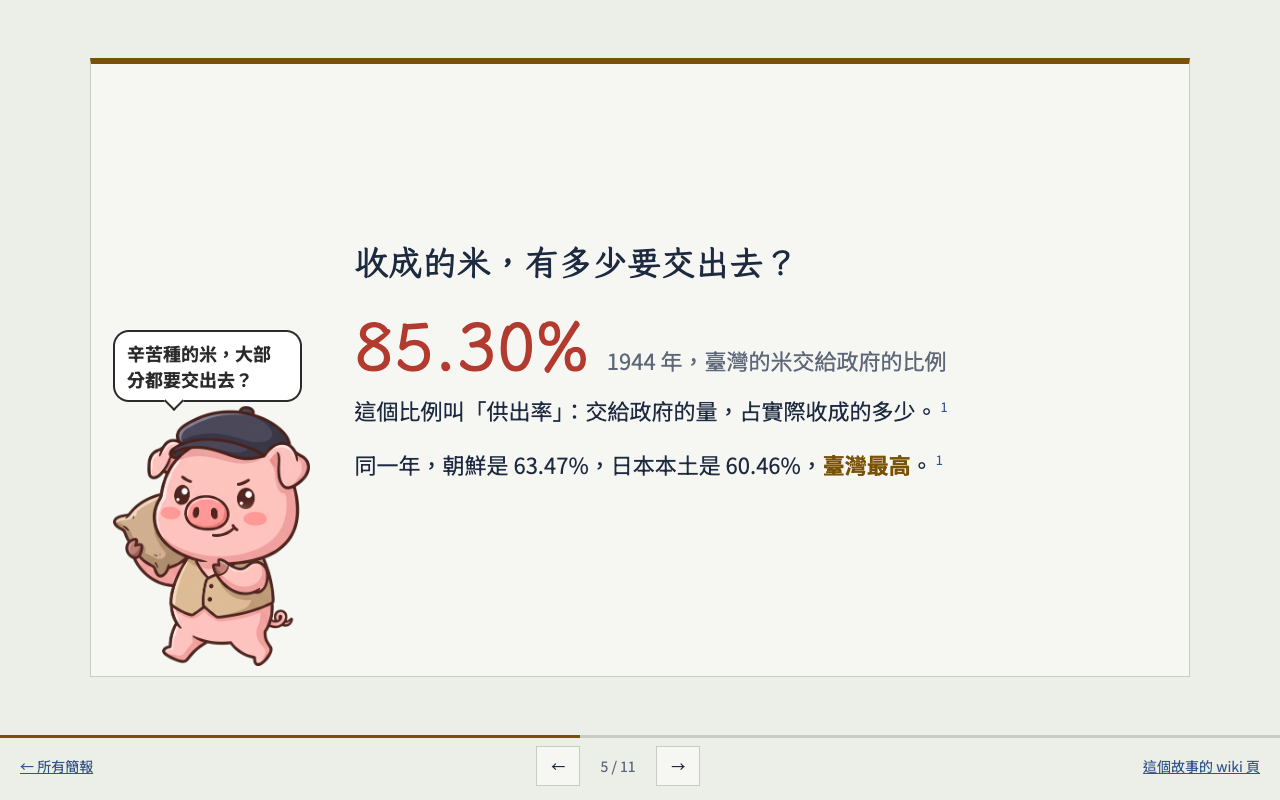 收成的米，有多少要交出去？
85.30% 1944 年，臺灣的米交給政府的比例
這個比例叫「供出率」：交給政府的量，占實際收成的多少。1
同一年，朝鮮是 63.47%，日本本土是 60.46%，臺灣最高。1
辛苦種的米，大部
分都要交出去？
← 所有簡報
←
5 / 11
→
這個故事的 wiki 頁